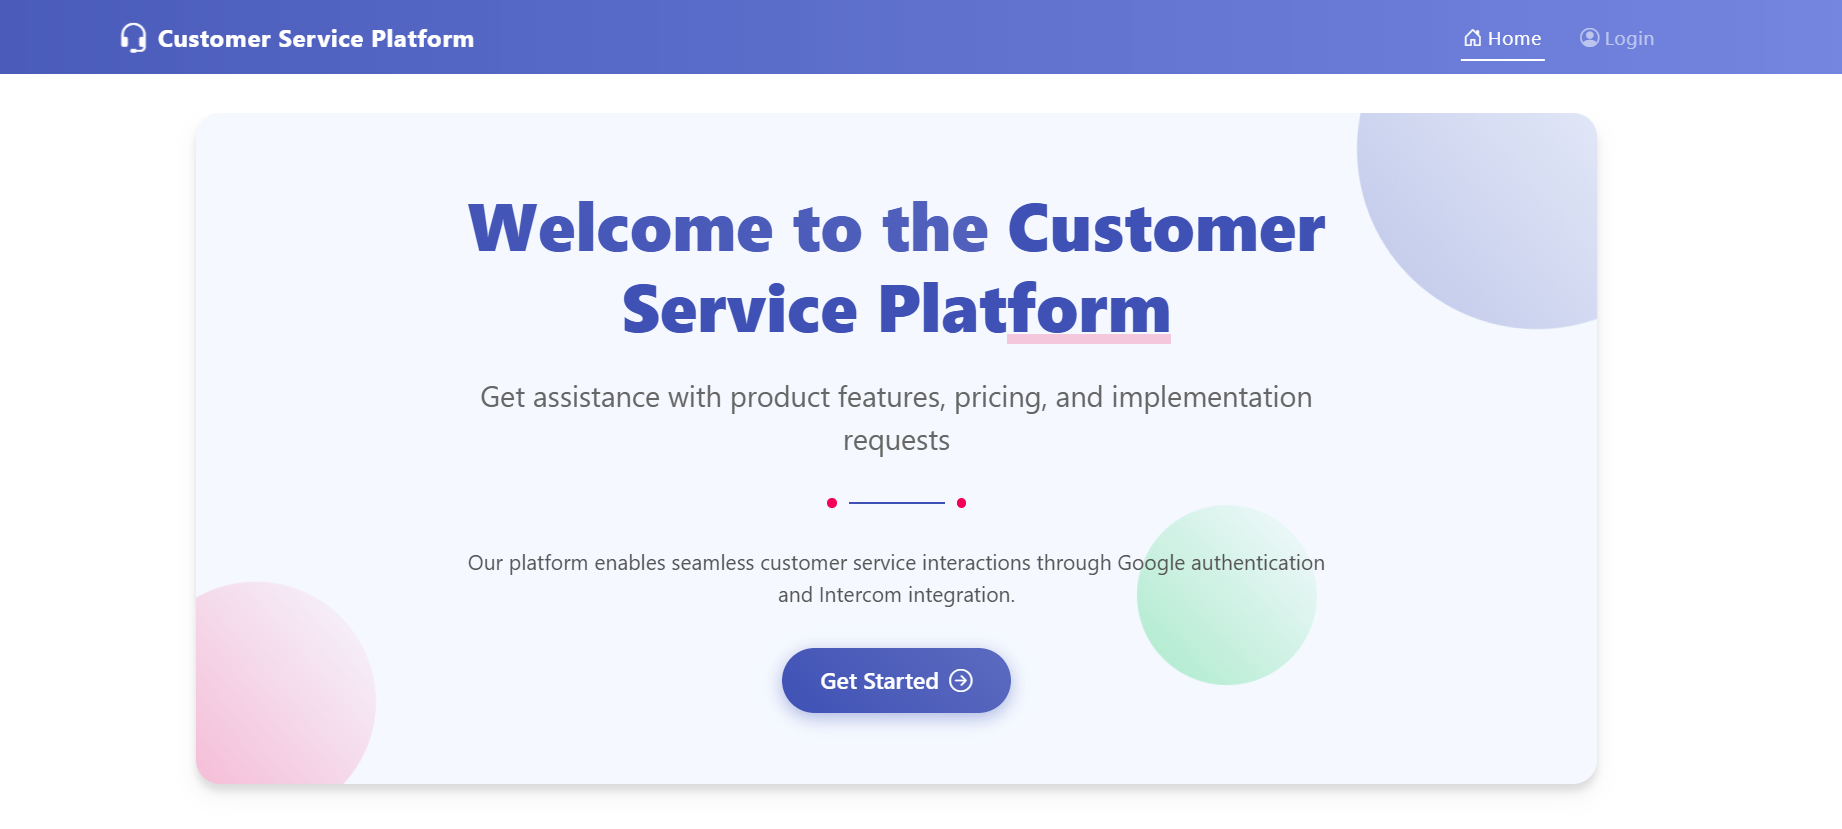 Customer Service Platform
Home
Login
Welcome to the Customer
Service Platform
Get assistance with product features, pricing, and implementation
requests
Our platform enables seamless customer service interactions through Google authentication
and Intercom integration.
Get Started